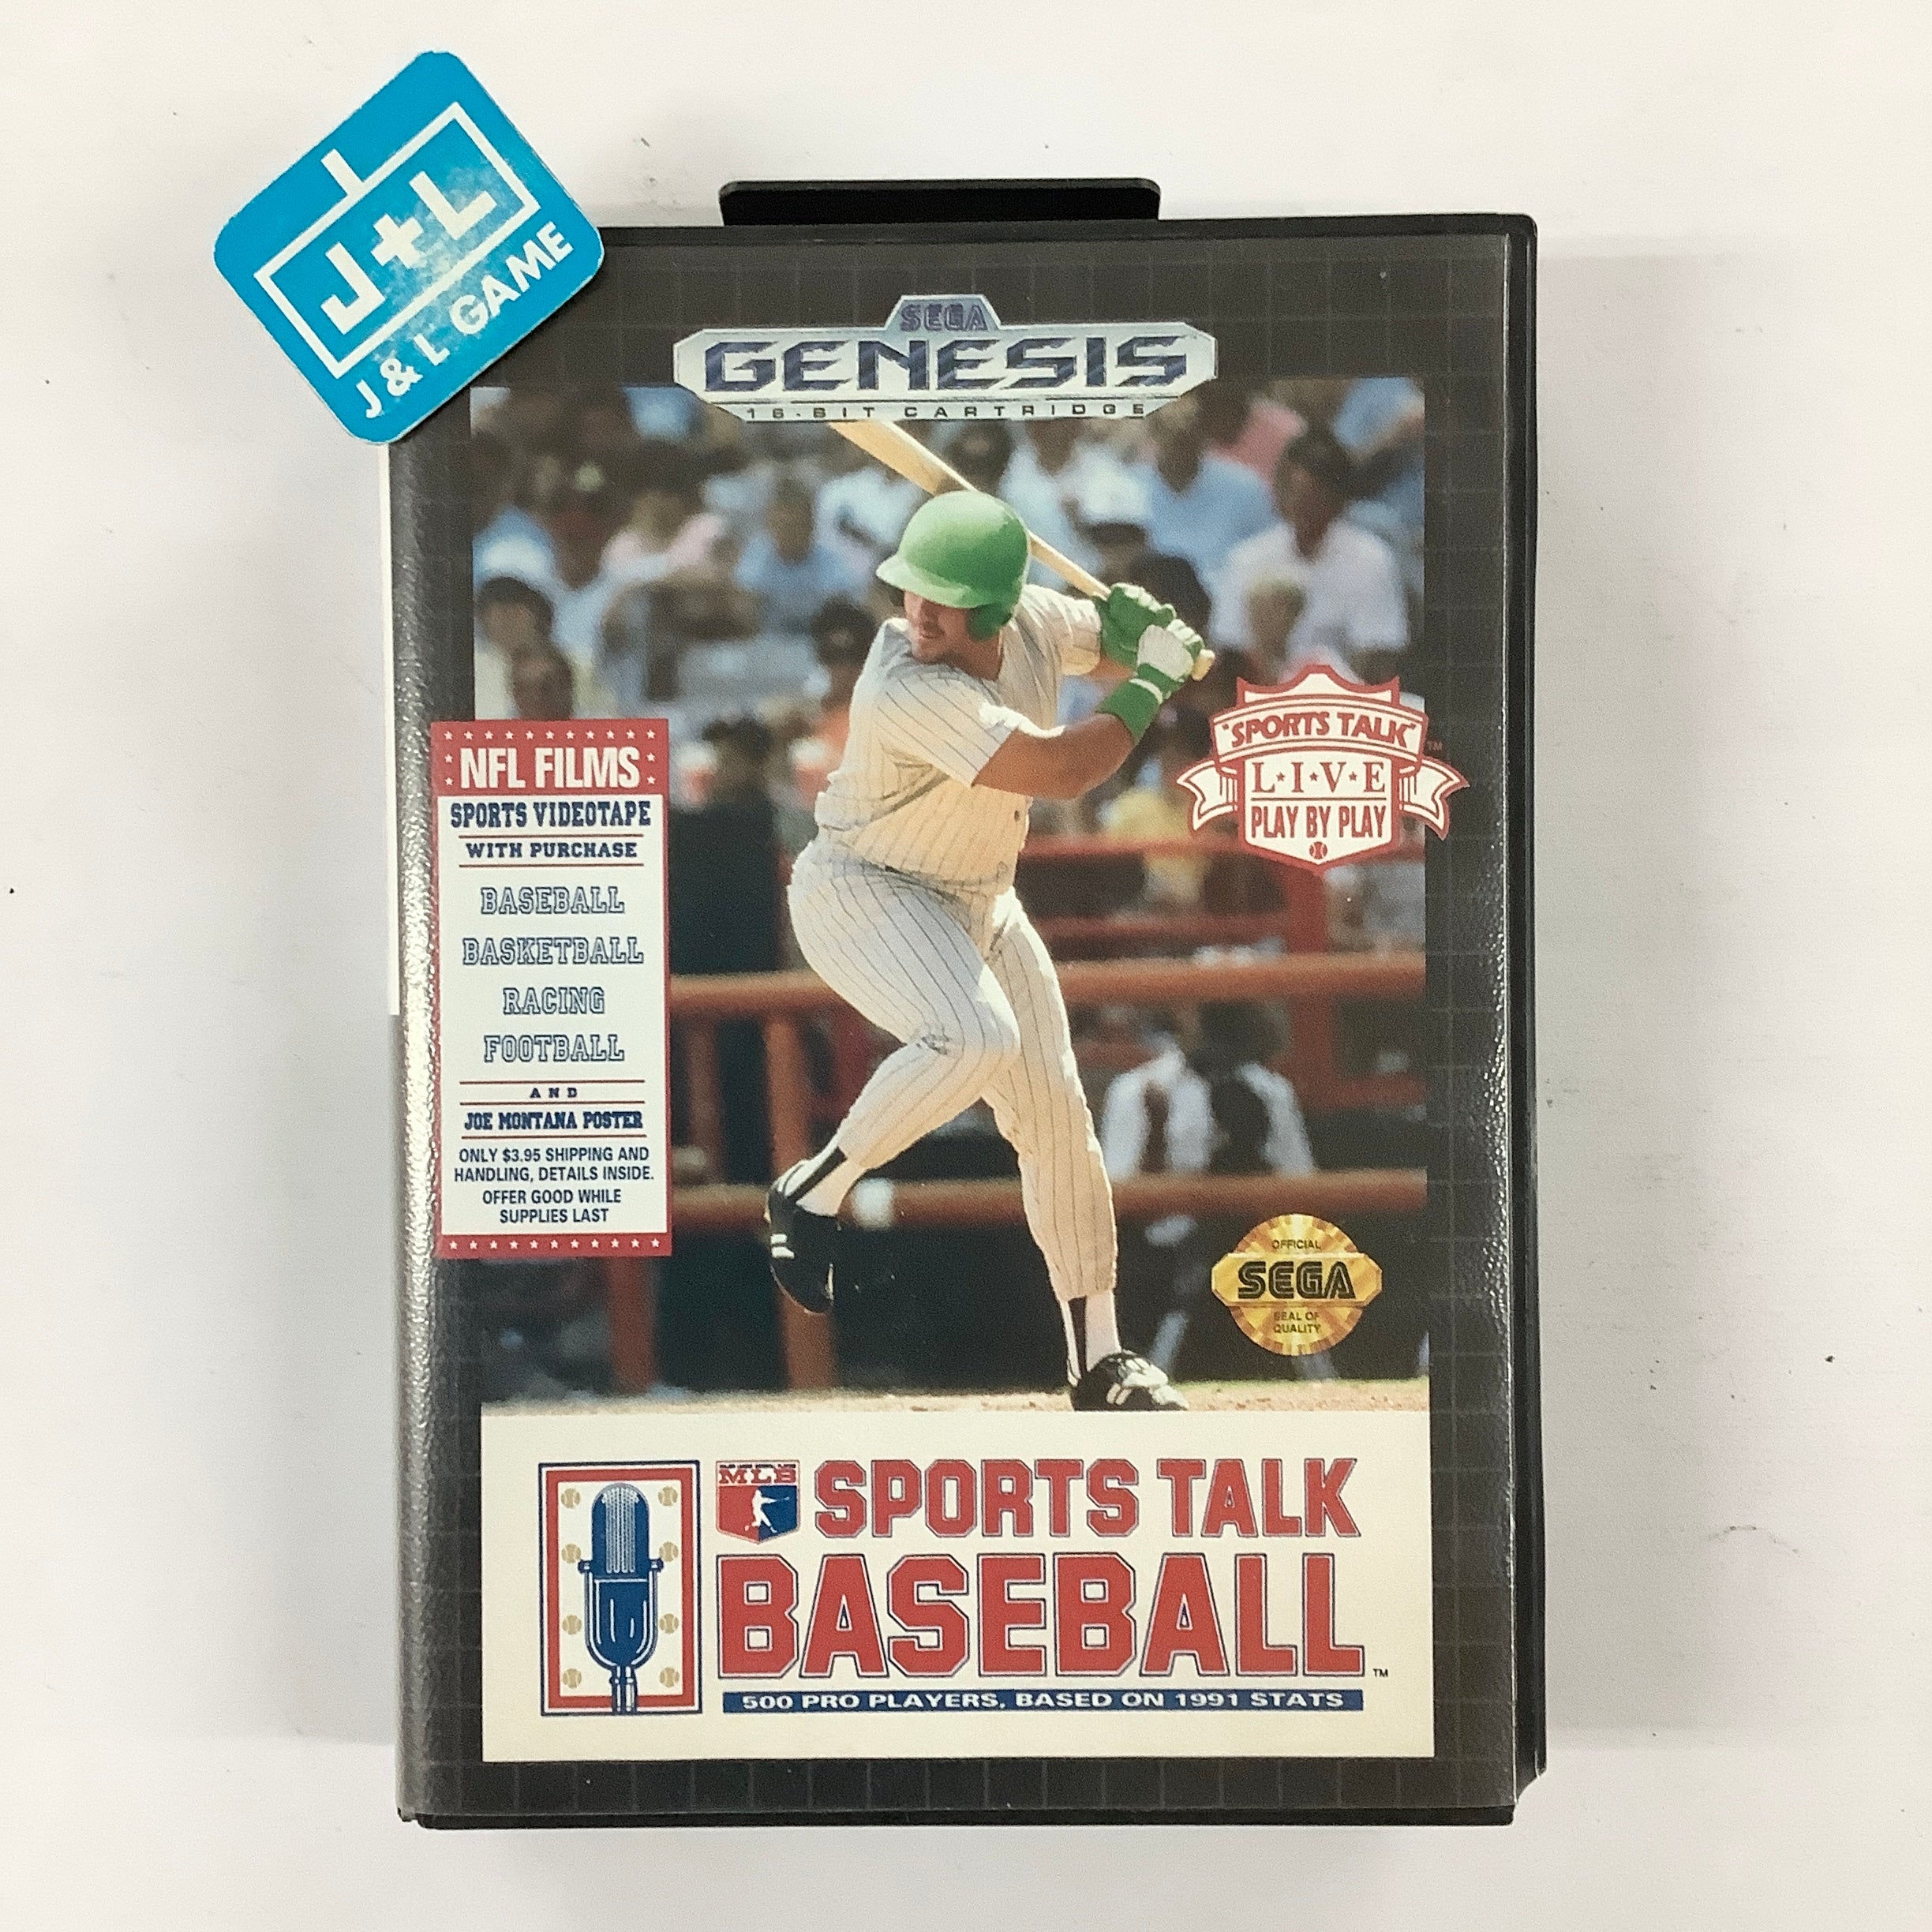 J+L
J & L GAME
SEGA
GENESIS
16-BIT CARTRIDGE
NFL FILMS
SPORTS VIDEOTAPE
WITH PURCHASE
BASEBALL
BASKETBALL
RACING
FOOTBALL
AND
JOE MONTANA POSTER
ONLY $3.95 SHIPPING AND
HANDLING, DETAILS INSIDE.
OFFER GOOD WHILE
SUPPLIES LAST
"SPORTS TALK" TM
L•I•V•E
PLAY BY PLAY
OFFICIAL
SEGA
SEAL OF
QUALITY
MLB
SPORTS TALK
BASEBALL TM
500 PRO PLAYERS, BASED ON 1991 STATS